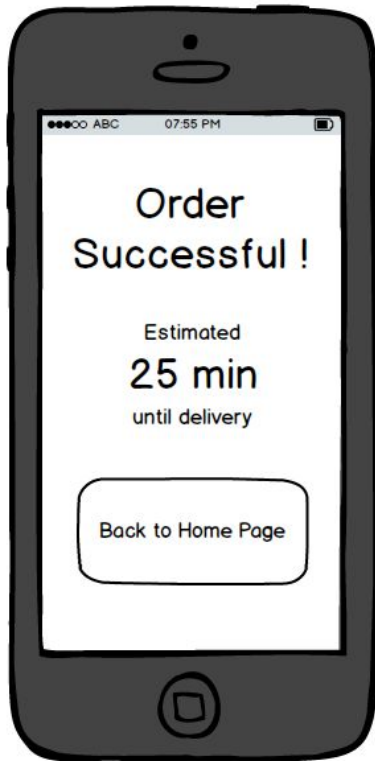 ABC 07:55 PM
Order
Successful !
Estimated
25 min
until delivery
Back to Home Page